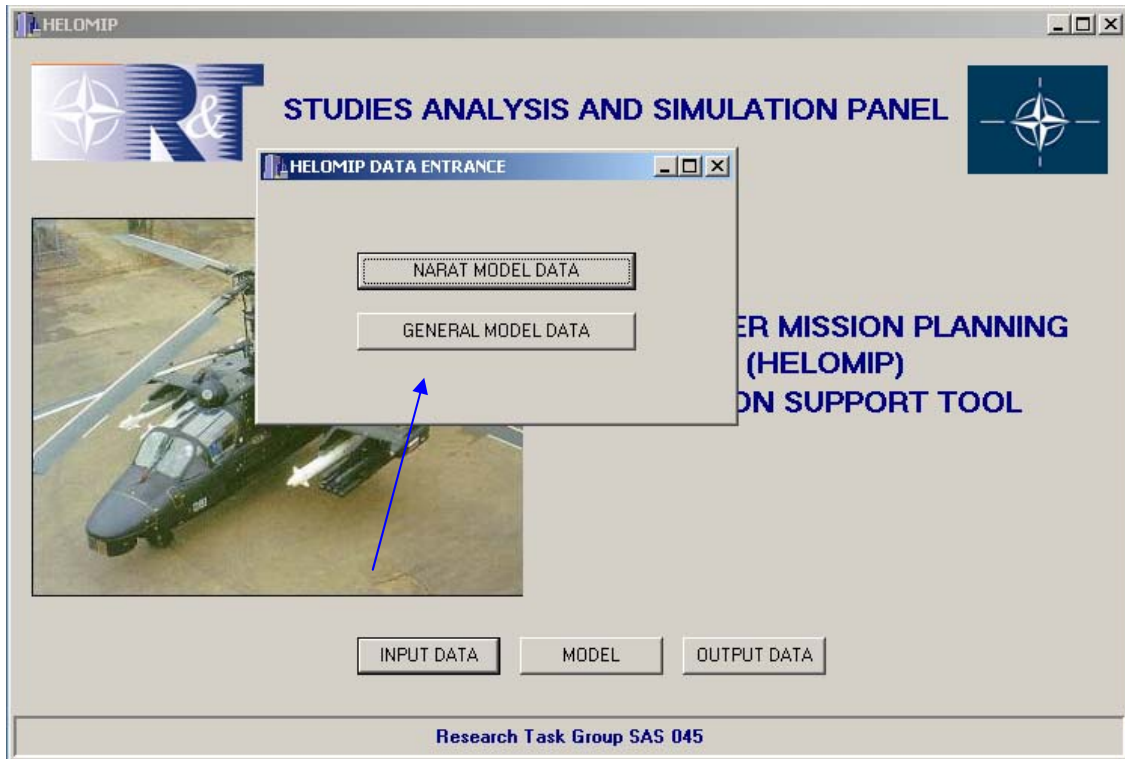 HELOMIP
R&T
STUDIES ANALYSIS AND SIMULATION PANEL
HELOMIP DATA ENTRANCE
NARAT MODEL DATA
GENERAL MODEL DATA
ER MISSION PLANNING
(HELOMIP)
ON SUPPORT TOOL
081
INPUT DATA
MODEL
OUTPUT DATA
Research Task Group SAS 045